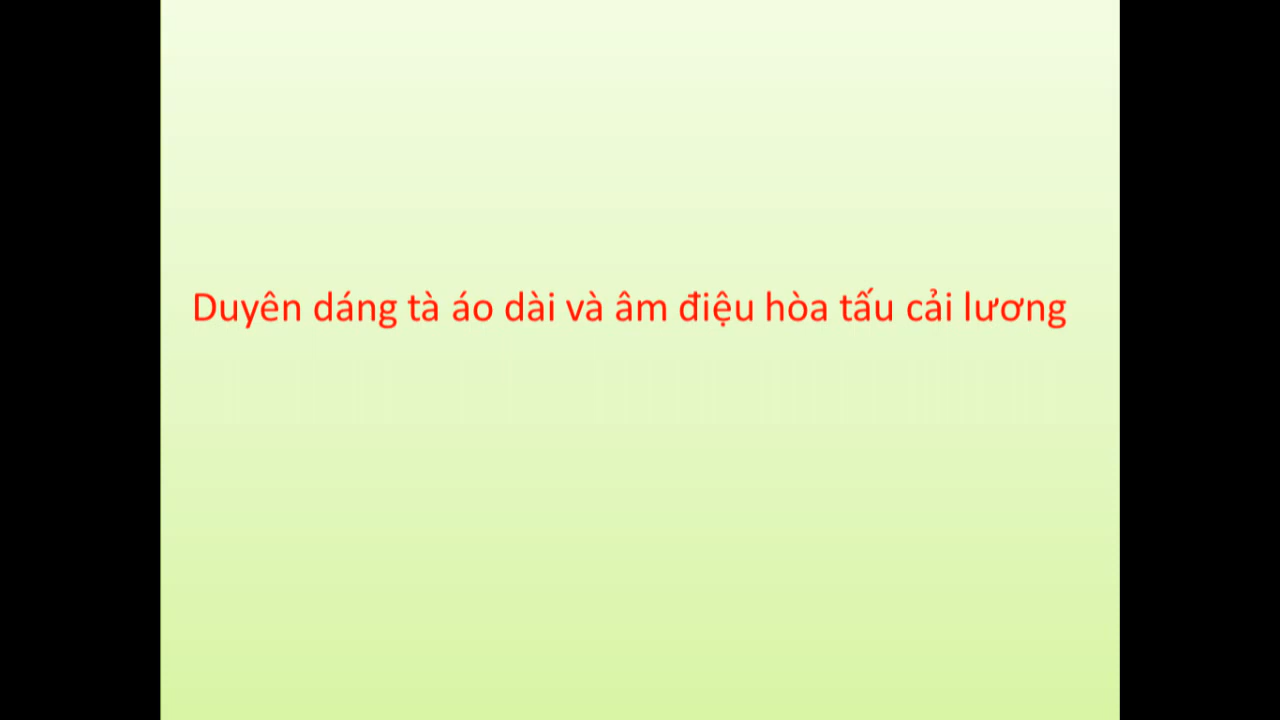 Duyên dáng tà áo dài và âm điệu hòa tấu cải lương